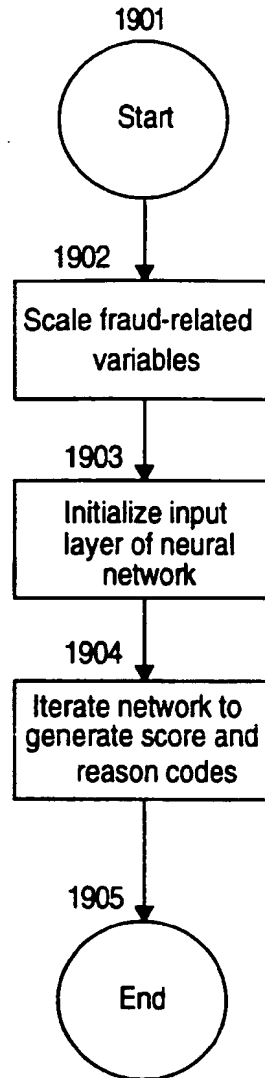 1901
Start
1902
Scale fraud-related
variables
1903
Initialize input
layer of neural
network
1904
Iterate network to
generate score and
reason codes
1905
End